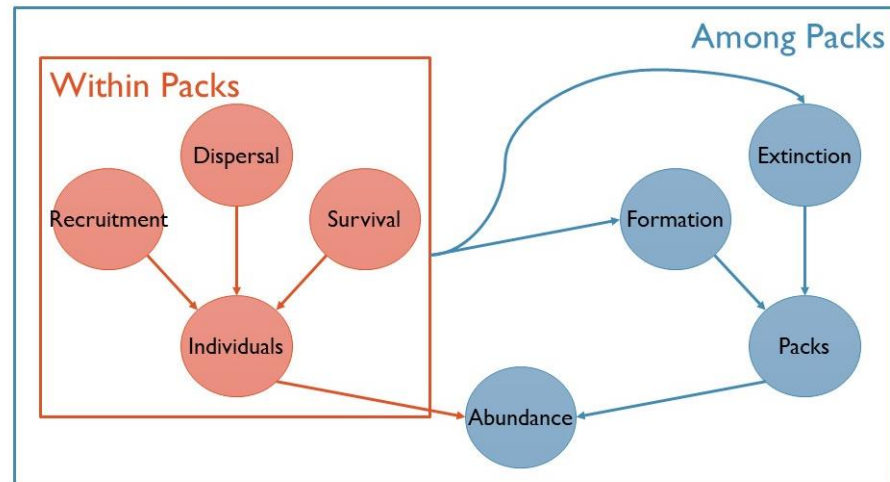 Among Packs
Within Packs
Dispersal
Extinction
Recruitment
Survival
Formation
Individuals
Packs
Abundance